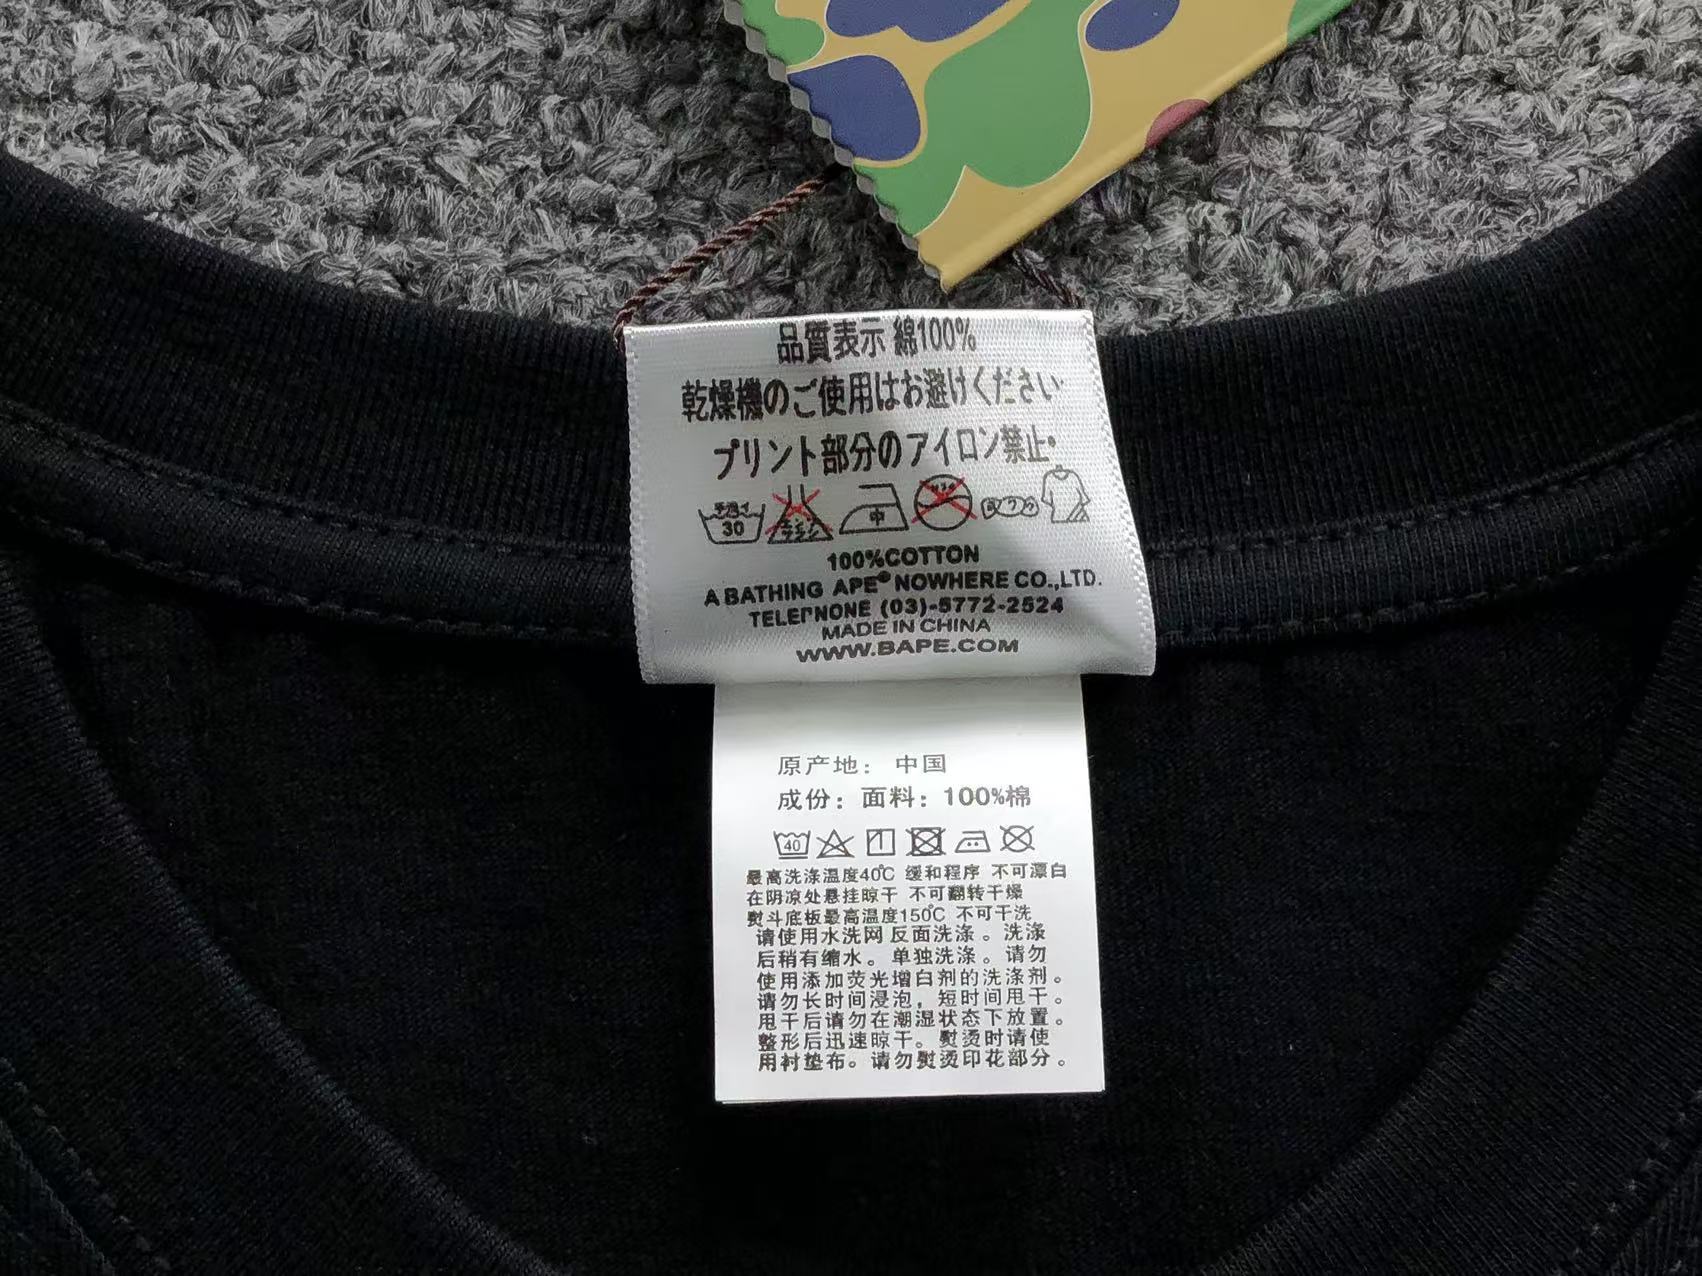 品質表示 綿100%
乾燥機のご使用はお避けください
プリント部分のアイロン禁止•
手洗イ
30
中
100%COTTON
A BATHING APE® NOWHERE CO.,LTD.
TELEPNONE (03)-5772-2524
MADE IN CHINA
WWW.BAPE.COM
原产地：中国
成份：面料：100%棉
40
最高洗涤温度40℃ 缓和程序 不可漂白
在阴凉处悬挂晾干 不可翻转干燥
熨斗底板最高温度150℃ 不可干洗
请使用水洗网反面洗涤。洗涤
后稍有缩水。单独洗涤。请勿
使用添加荧光增白剂的洗涤剂。
请勿长时间浸泡，短时间甩干。
甩干后请勿在潮湿状态下放置。
整形后迅速晾干。熨烫时请使
用衬垫布。请勿熨烫印花部分。